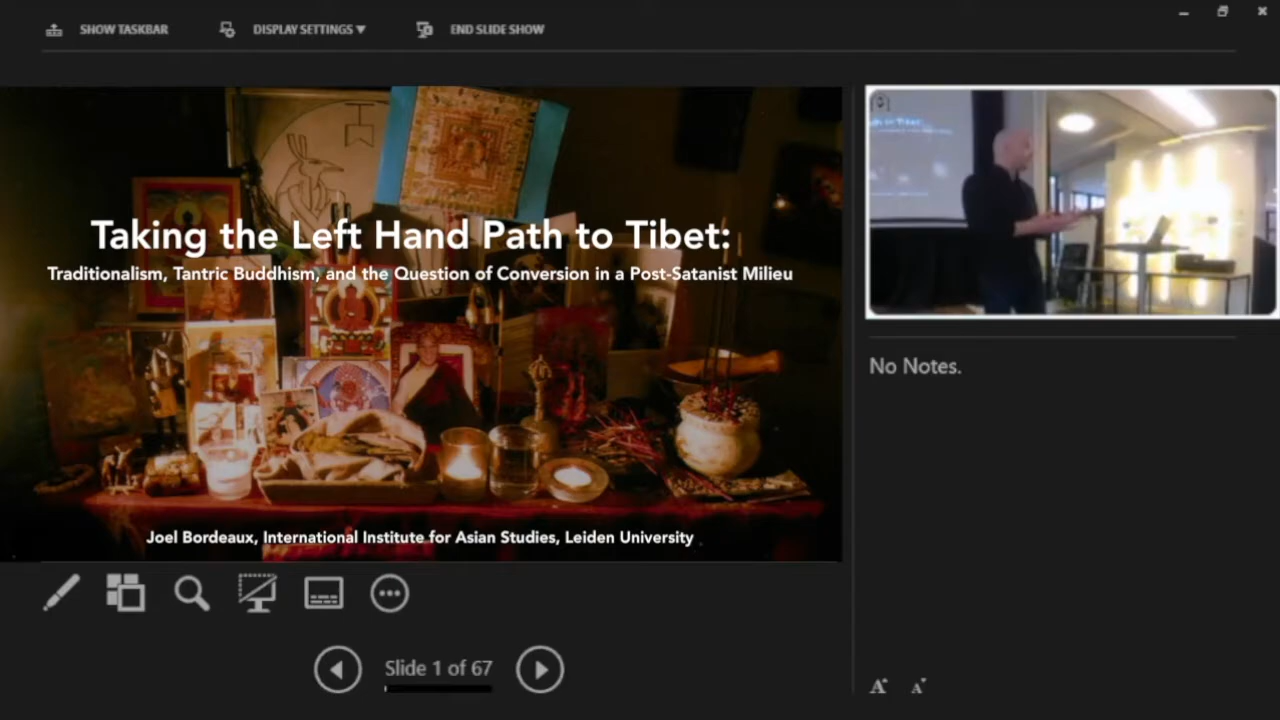 SHOW TASKBAR
DISPLAY SETTINGS
END SLIDE SHOW
Taking the Left Hand Path to Tibet:
Traditionalism, Tantric Buddhism, and the Question of Conversion in a Post-Satanist Milieu
Joel Bordeaux, International Institute for Asian Studies, Leiden University
No Notes.
Slide 1 of 67
A A